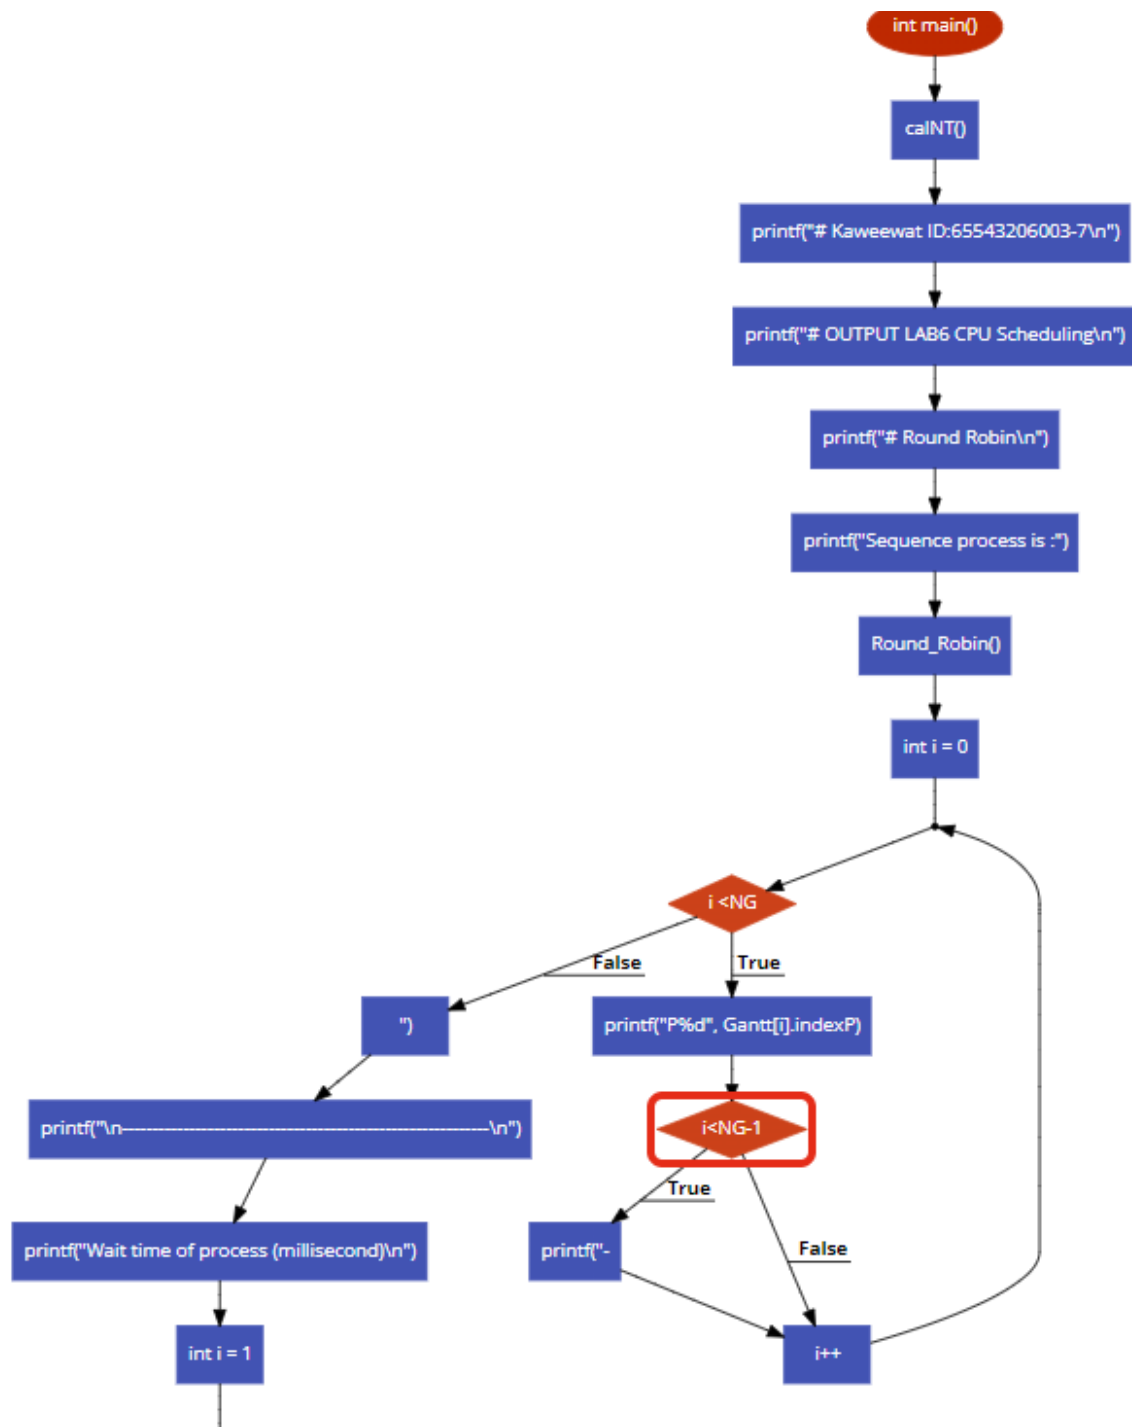 int main()
calNT()
printf("# Kaweewat ID:65543206003-7\n")
printf("# OUTPUT LAB6 CPU Scheduling\n")
printf("# Round Robin\n")
printf("Sequence process is :")
Round_Robin()
int i = 0
i <NG
False
True
")
printf("P%d", Gantt[i].indexP)
printf("\n------------------------------------------------------------\n")
i<NG-1
True
printf("Wait time of process (millisecond)\n")
printf("-
False
int i = 1
i++